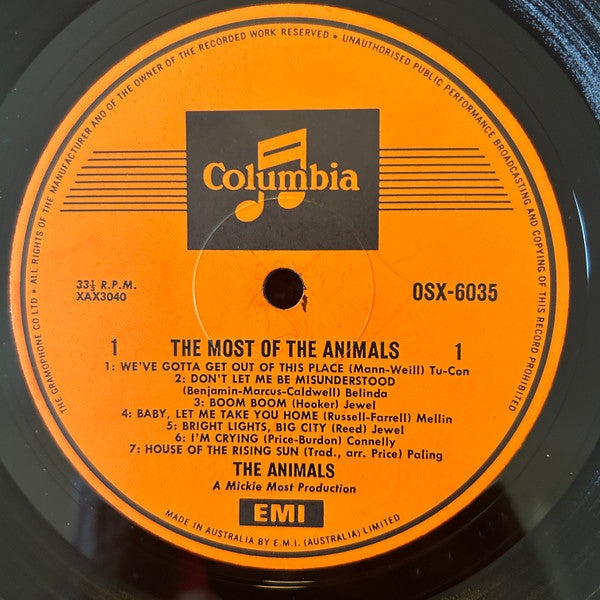 THE GRAMOPHONE CO LTD • ALL RIGHTS OF THE MANUFACTURER AND OF THE OWNER OF THE RECORDED WORK RESERVED • UNAUTHORISED PUBLIC PERFORMANCE BROADCASTING AND COPYING OF THIS RECORD PROHIBITED
Columbia
33⅓ R.P.M.
XAX3040
OSX-6035
1 THE MOST OF THE ANIMALS 1
1: WE'VE GOTTA GET OUT OF THIS PLACE (Mann-Weill) Tu-Con
2: DON'T LET ME BE MISUNDERSTOOD
(Benjamin-Marcus-Caldwell) Belinda
3: BOOM BOOM (Hooker) Jewel
4: BABY, LET ME TAKE YOU HOME (Russell-Farrell) Mellin
5: BRIGHT LIGHTS, BIG CITY (Reed) Jewel
6: I'M CRYING (Price-Burdon) Connelly
7: HOUSE OF THE RISING SUN (Trad., arr. Price) Paling
THE ANIMALS
A Mickie Most Production
EMI
MADE IN AUSTRALIA BY E.M.I. (AUSTRALIA) LIMITED